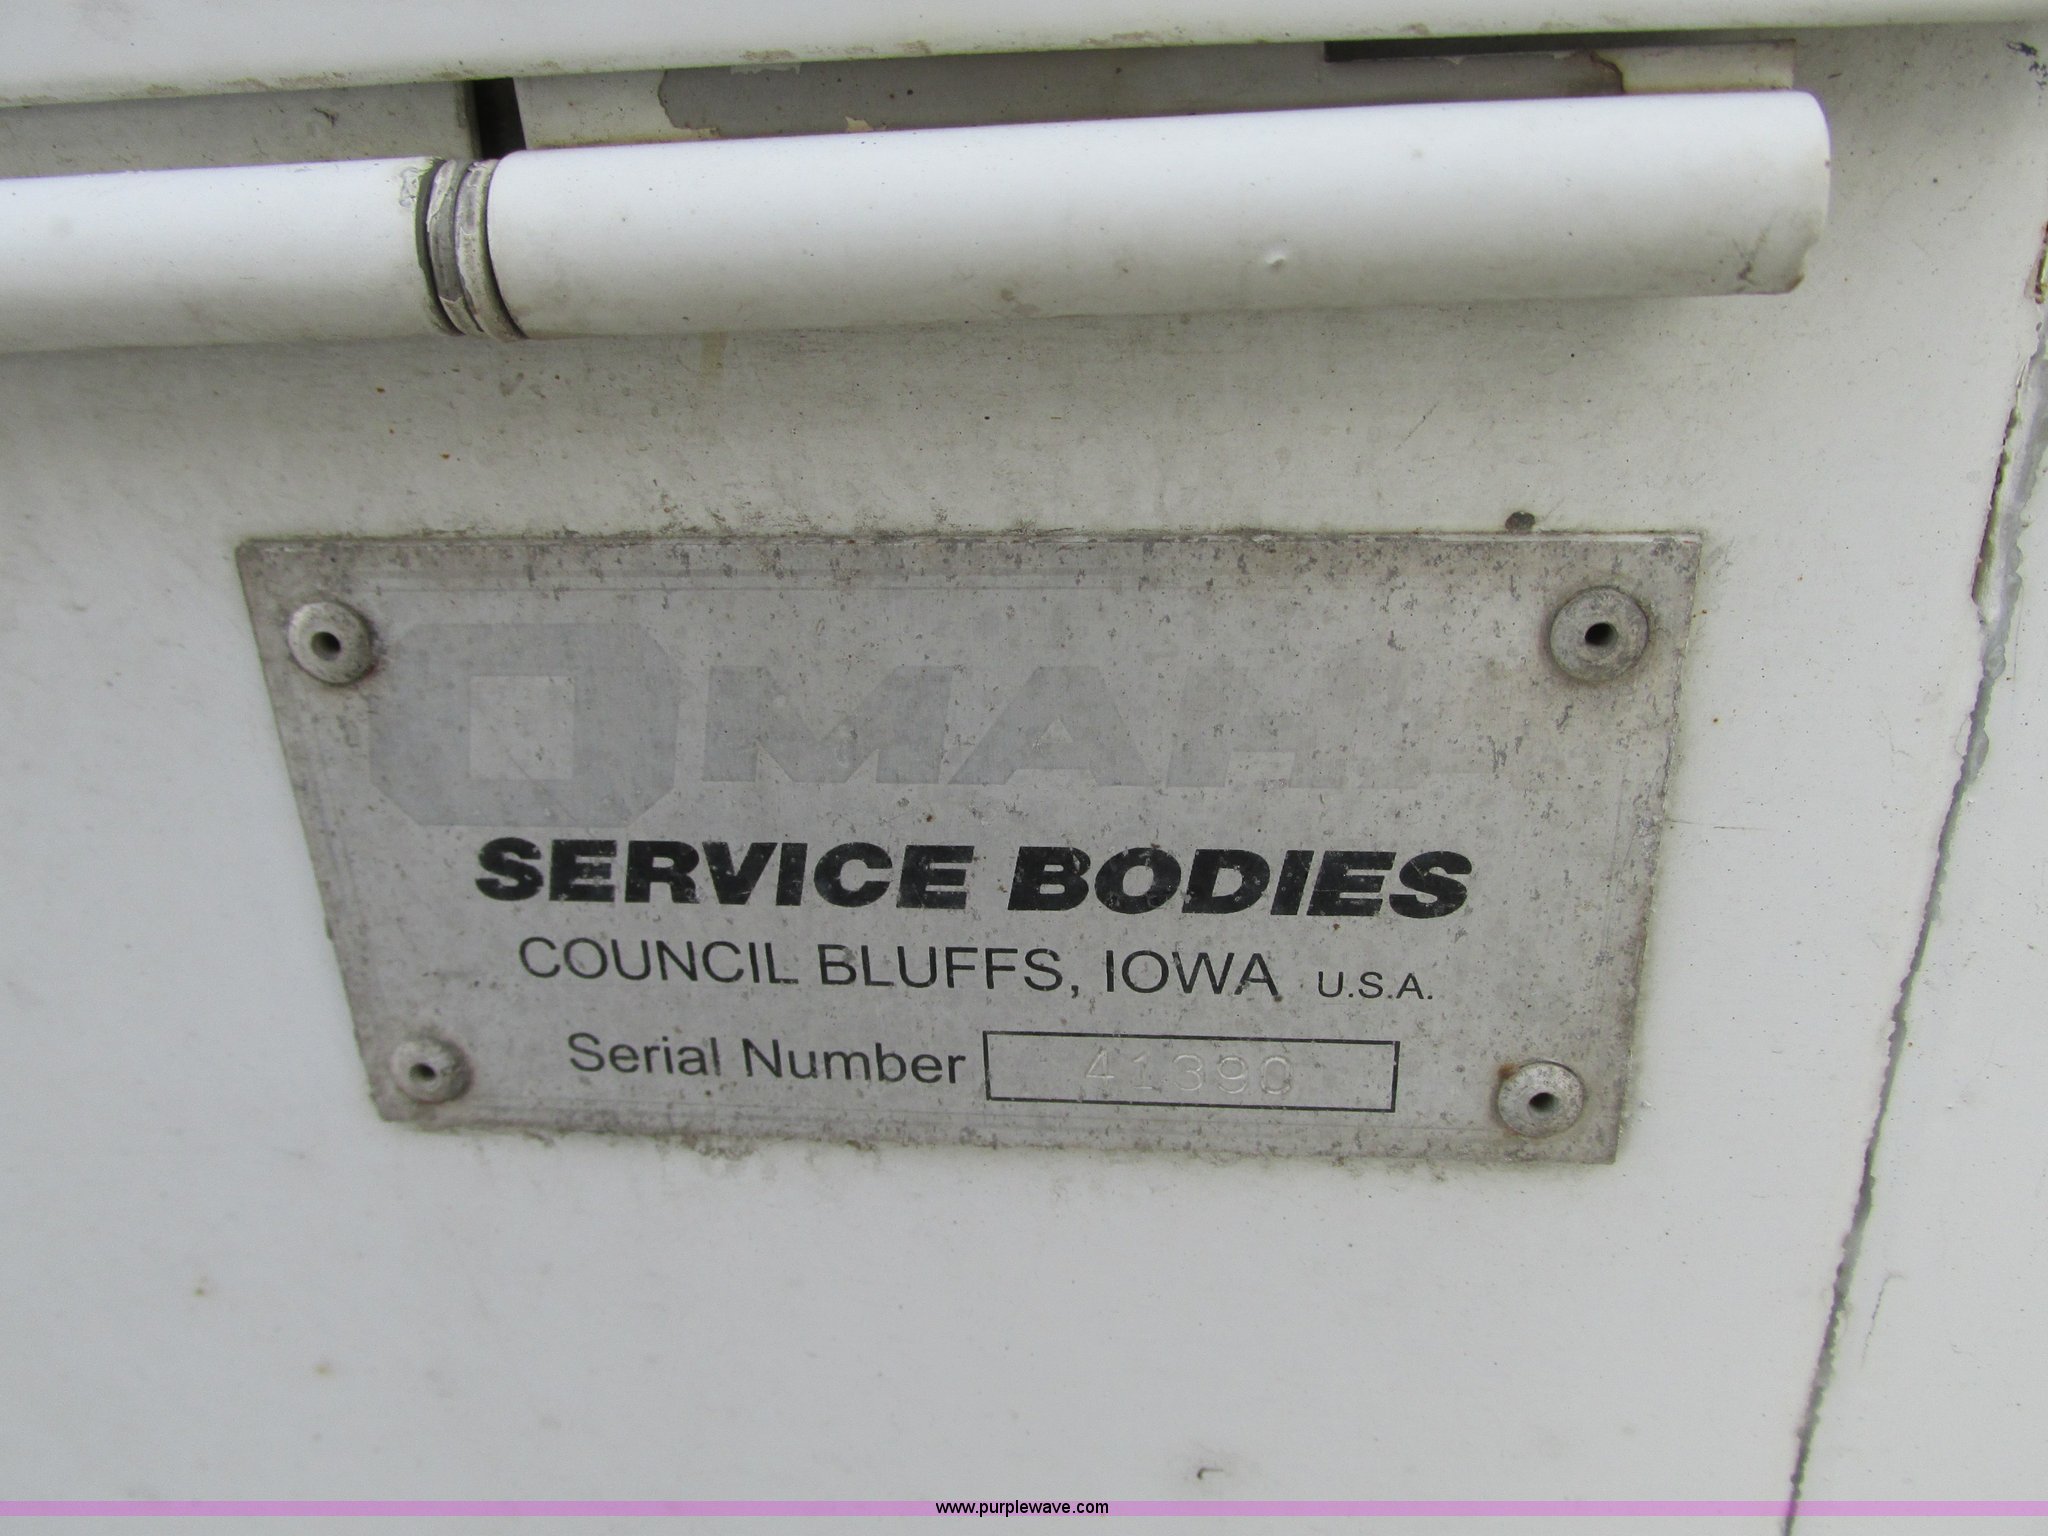 OMAHA
SERVICE BODIES
COUNCIL BLUFFS, IOWA U.S.A.
Serial Number 41390
www.purplewave.com